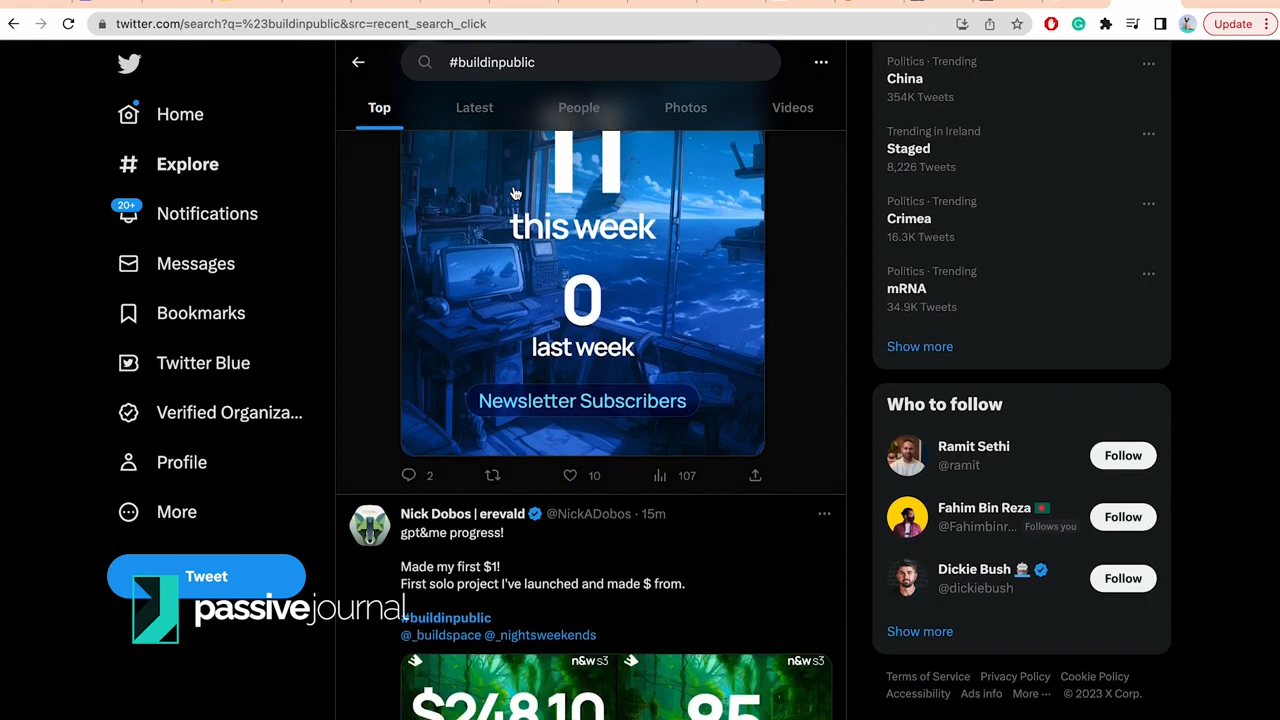 twitter.com/search?q=%23buildinpublic&src=recent_search_click
Update
Home
Explore
20+
Notifications
Messages
Bookmarks
Twitter Blue
Verified Organiza...
Profile
More
Tweet
passivejournal
#buildinpublic
Top
Latest
People
Photos
Videos
11
this week
0
last week
Newsletter Subscribers
2
10
107
Nick Dobos | erevald @NickADobos · 15m
gpt&me progress!
Made my first $1!
First solo project I've launched and made $ from.
#buildinpublic
@_buildspace @_nightsweekends
n&w s3
n&w s3
$248.10
95
Politics · Trending
China
354K Tweets
Trending in Ireland
Staged
8,226 Tweets
Politics · Trending
Crimea
16.3K Tweets
Politics · Trending
mRNA
34.9K Tweets
Show more
Who to follow
Ramit Sethi
@ramit
Follow
Fahim Bin Reza
@Fahimbinr... Follows you
Follow
Dickie Bush
@dickiebush
Follow
Show more
Terms of Service Privacy Policy Cookie Policy
Accessibility Ads info More ··· © 2023 X Corp.